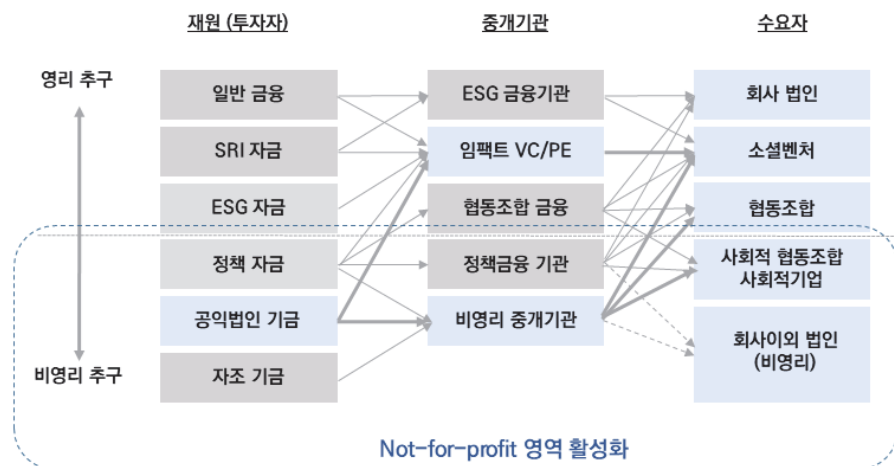 재원 (투자자)
중개기관
수요자
영리 추구
비영리 추구
일반 금융
SRI 자금
ESG 자금
정책 자금
공익법인 기금
자조 기금
ESG 금융기관
임팩트 VC/PE
협동조합 금융
정책금융 기관
비영리 중개기관
회사 법인
소셜벤처
협동조합
사회적 협동조합
사회적기업
회사이외 법인
(비영리)
Not-for-profit 영역 활성화